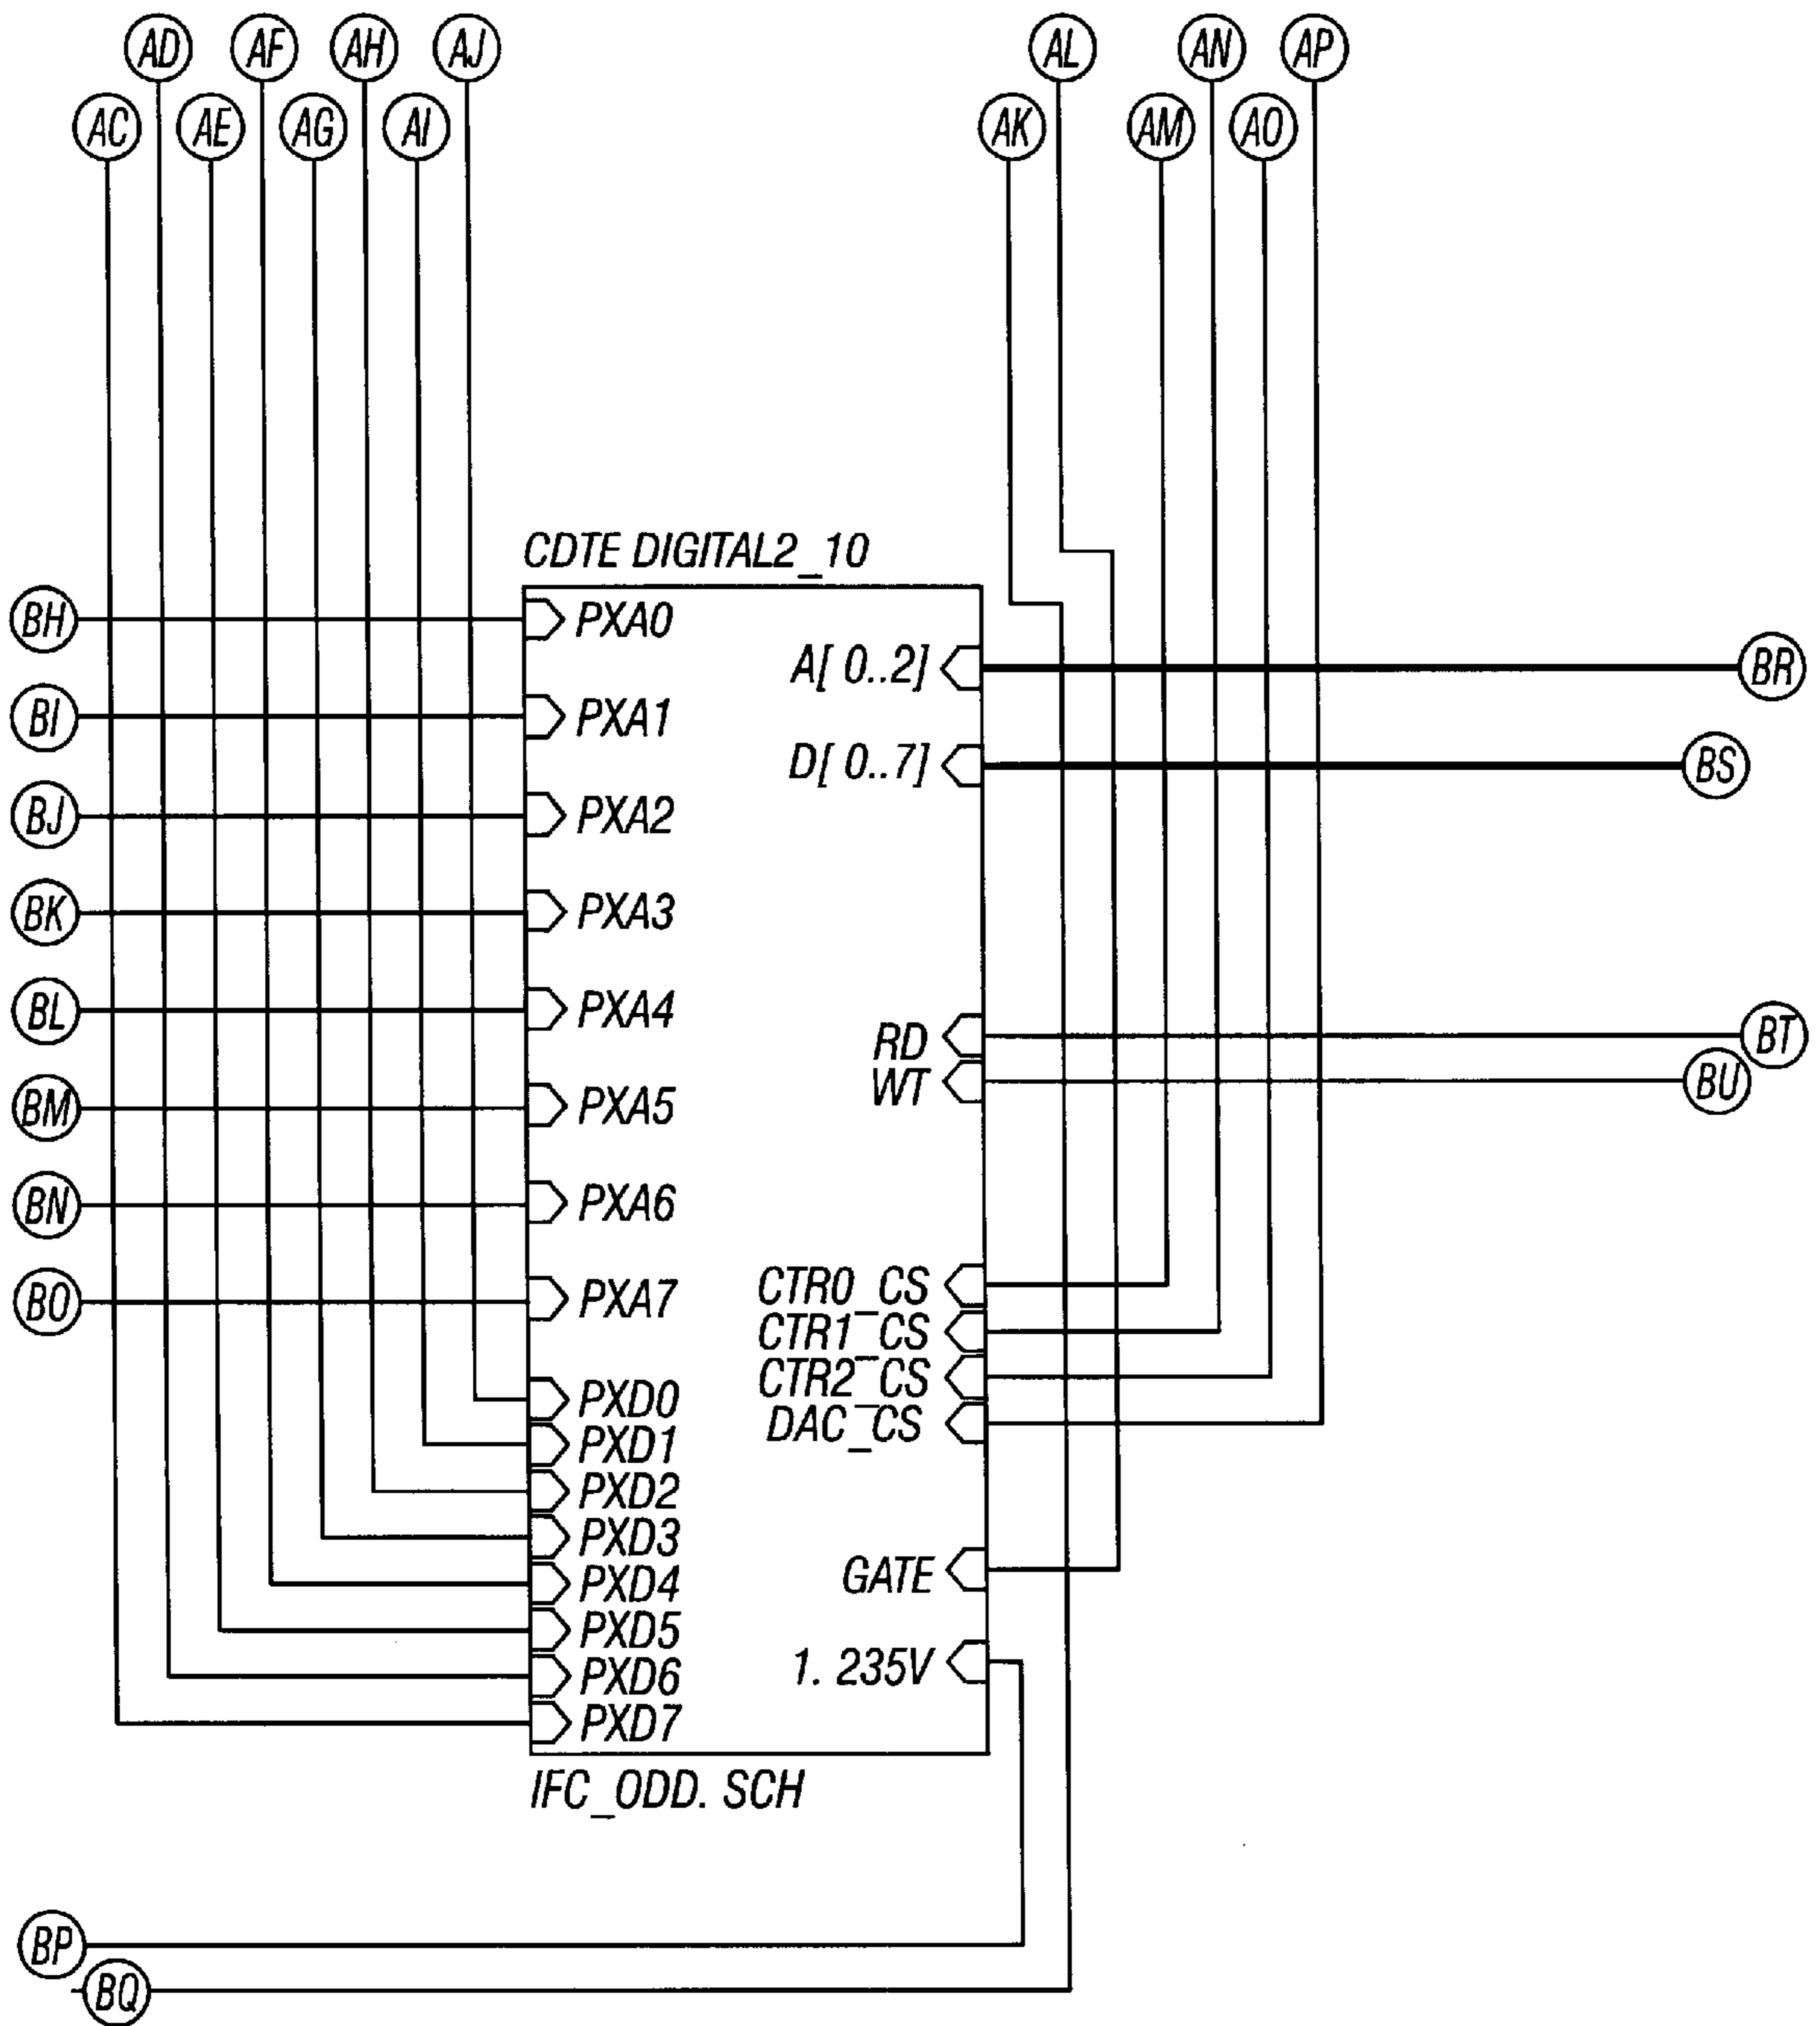 AD AF AH AJ AL AN AP
AC AE AG AI AK AM AO
CDTE DIGITAL2_10
BH PXA0
A[ 0..2] BR
BI PXA1
D[ 0..7] BS
BJ PXA2
BK PXA3
BL PXA4
RD BT
WT BU
BM PXA5
BN PXA6
CTR0_CS
BO PXA7
CTR1_CS
CTR2_CS
PXD0
DAC_CS
PXD1
PXD2
PXD3
GATE
PXD4
PXD5
1. 235V
PXD6
PXD7
IFC_ODD. SCH
BP
BQ